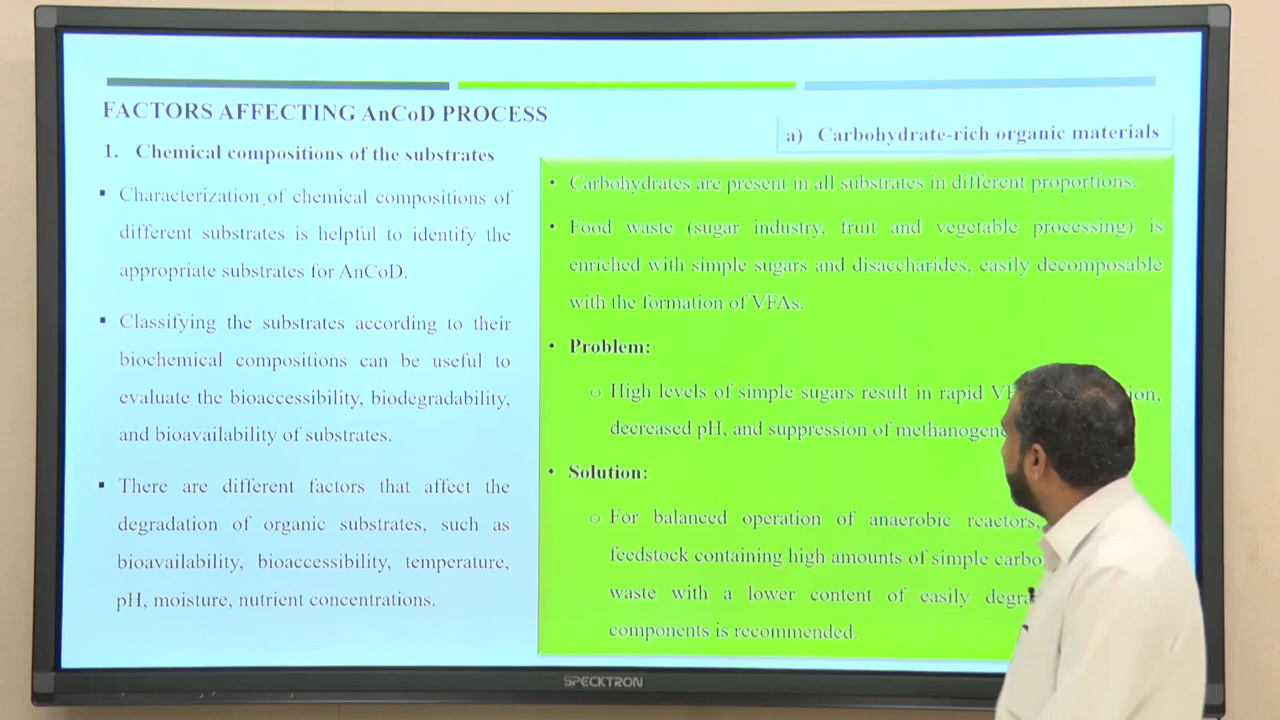 FACTORS AFFECTING AnCoD PROCESS
1. Chemical compositions of the substrates
▪ Characterization of chemical compositions of
different substrates is helpful to identify the
appropriate substrates for AnCoD.
▪ Classifying the substrates according to their
biochemical compositions can be useful to
evaluate the bioaccessibility, biodegradability,
and bioavailability of substrates.
▪ There are different factors that affect the
degradation of organic substrates, such as
bioavailability, bioaccessibility, temperature,
pH, moisture, nutrient concentrations.
a) Carbohydrate-rich organic materials
• Carbohydrates are present in all substrates in different proportions.
• Food waste (sugar industry, fruit and vegetable processing) is
enriched with simple sugars and disaccharides, easily decomposable
with the formation of VFAs.
• Problem:
o High levels of simple sugars result in rapid
decreased pH, and suppression of
• Solution:
o For balanced operation of anaerobic reactors,
feedstock containing high amounts of simple
waste with a lower content of easily
components is recommended.
SPECKTRON